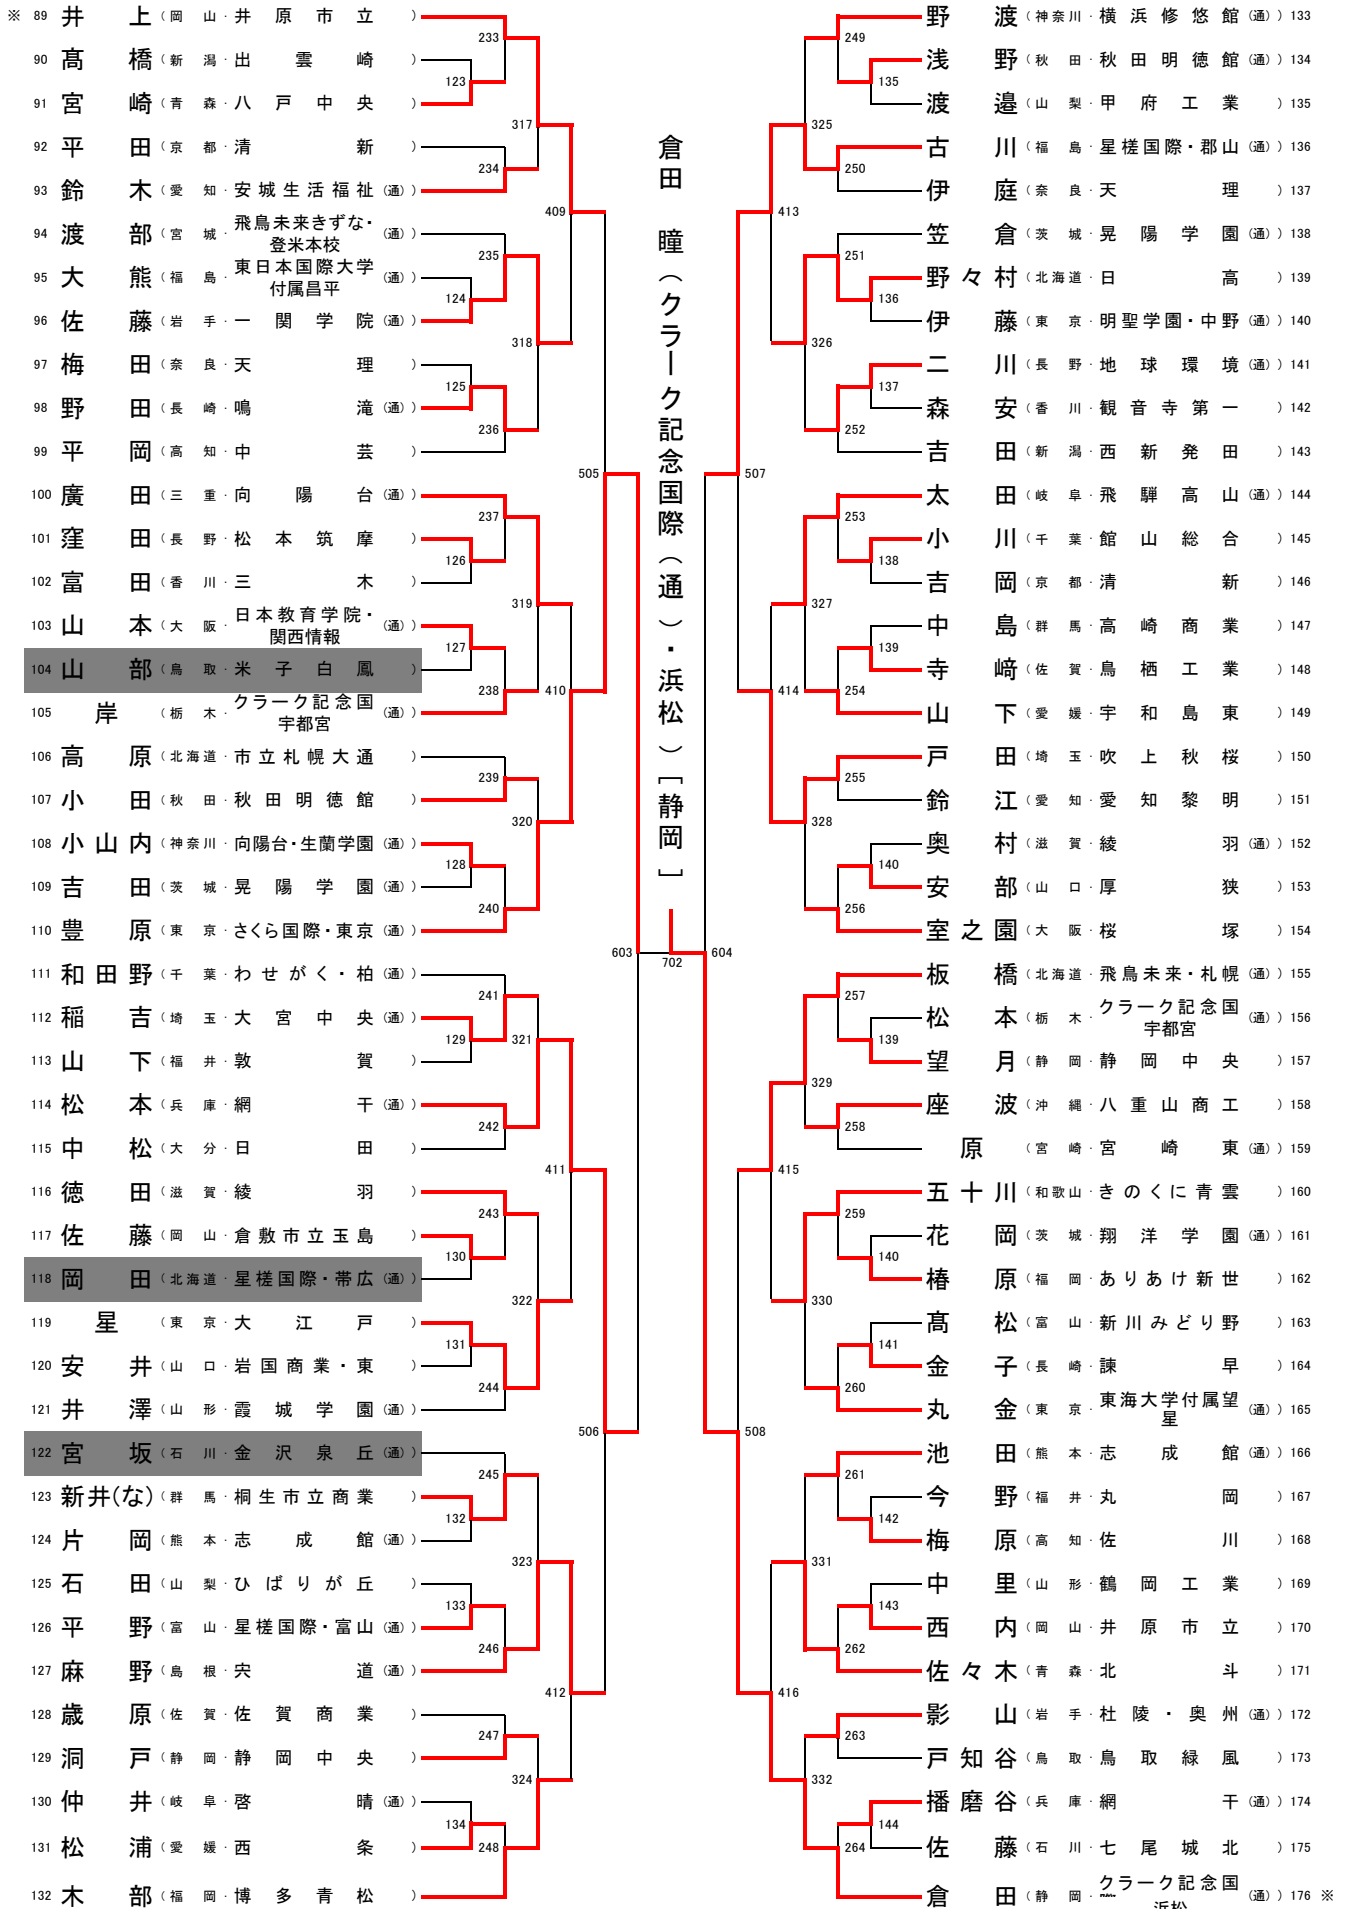 ※ 89 井上 (岡山・井原市立)
90 髙橋 (新潟・出雲崎)
91 宮崎 (青森・八戸中央)
92 平田 (京都・清新)
93 鈴木 (愛知・安城生活福祉(通))
94 渡部 (宮城・飛鳥未来きずな・登米本校(通))
95 大熊 (福島・東日本国際大学付属昌平(通))
96 佐藤 (岩手・一関学院(通))
97 梅田 (奈良・天理)
98 野田 (長崎・鳴滝(通))
99 平岡 (高知・中芸)
100 廣田 (三重・向陽台(通))
101 窪田 (長野・松本筑摩)
102 富田 (香川・三木)
103 山本 (大阪・日本教育学院・関西情報(通))
104 山部 (鳥取・米子白鳳)
105 岸 (栃木・クラーク記念国宇都宮(通))
106 高原 (北海道・市立札幌大通)
107 小田 (秋田・秋田明徳館)
108 小山内 (神奈川・向陽台・生蘭学園(通))
109 吉田 (茨城・晃陽学園(通))
110 豊原 (東京・さくら国際・東京(通))
111 和田野 (千葉・わせがく・柏(通))
112 稲吉 (埼玉・大宮中央(通))
113 山下 (福井・敦賀)
114 松本 (兵庫・網干(通))
115 中松 (大分・日田)
116 徳田 (滋賀・綾羽)
117 佐藤 (岡山・倉敷市立玉島)
118 岡田 (北海道・星槎国際・帯広(通))
119 星 (東京・大江戸)
120 安井 (山口・岩国商業・東)
121 井澤 (山形・霞城学園(通))
122 宮坂 (石川・金沢泉丘(通))
123 新井(な) (群馬・桐生市立商業)
124 片岡 (熊本・志成館(通))
125 石田 (山梨・ひばりが丘)
126 平野 (富山・星槎国際・富山(通))
127 麻野 (島根・宍道(通))
128 歳原 (佐賀・佐賀商業)
129 洞戸 (静岡・静岡中央)
130 仲井 (岐阜・啓晴(通))
131 松浦 (愛媛・西条)
132 木部 (福岡・博多青松)
123
124
125
126
127
128
129
130
131
132
133
134
233
234
235
236
237
238
239
240
241
242
243
244
245
246
247
248
317
318
319
320
321
322
323
324
409
410
411
412
505
506
603
702
倉田 瞳(クラーク記念国際(通)・浜松)[静岡]
604
507
508
413
414
415
416
325
326
327
328
329
330
331
332
249
250
251
252
253
254
255
256
257
258
259
260
261
262
263
264
135
136
137
138
139
140
139
140
141
142
143
144
野渡 (神奈川・横浜修悠館(通)) 133
浅野 (秋田・秋田明徳館(通)) 134
渡邉 (山梨・甲府工業) 135
古川 (福島・星槎国際・郡山(通)) 136
伊庭 (奈良・天理) 137
笠倉 (茨城・晃陽学園(通)) 138
野々村 (北海道・日高) 139
伊藤 (東京・明聖学園・中野(通)) 140
二川 (長野・地球環境(通)) 141
森安 (香川・観音寺第一) 142
吉田 (新潟・西新発田) 143
太田 (岐阜・飛騨高山(通)) 144
小川 (千葉・館山総合) 145
吉岡 (京都・清新) 146
中島 (群馬・高崎商業) 147
寺﨑 (佐賀・鳥栖工業) 148
山下 (愛媛・宇和島東) 149
戸田 (埼玉・吹上秋桜) 150
鈴江 (愛知・愛知黎明) 151
奥村 (滋賀・綾羽(通)) 152
安部 (山口・厚狭) 153
室之園 (大阪・桜塚) 154
板橋 (北海道・飛鳥未来・札幌(通)) 155
松本 (栃木・クラーク記念国宇都宮(通)) 156
望月 (静岡・静岡中央) 157
座波 (沖縄・八重山商工) 158
原 (宮崎・宮崎東(通)) 159
五十川 (和歌山・きのくに青雲) 160
花岡 (茨城・翔洋学園(通)) 161
椿原 (福岡・ありあけ新世) 162
髙松 (富山・新川みどり野) 163
金子 (長崎・諫早) 164
丸金 (東京・東海大学付属望星(通)) 165
池田 (熊本・志成館(通)) 166
今野 (福井・丸岡) 167
梅原 (高知・佐川) 168
中里 (山形・鶴岡工業) 169
西内 (岡山・井原市立) 170
佐々木 (青森・北斗) 171
影山 (岩手・杜陵・奥州(通)) 172
戸知谷 (鳥取・鳥取緑風) 173
播磨谷 (兵庫・網干(通)) 174
佐藤 (石川・七尾城北) 175
倉田 (静岡・クラーク記念国 浜松(通)) 176 ※